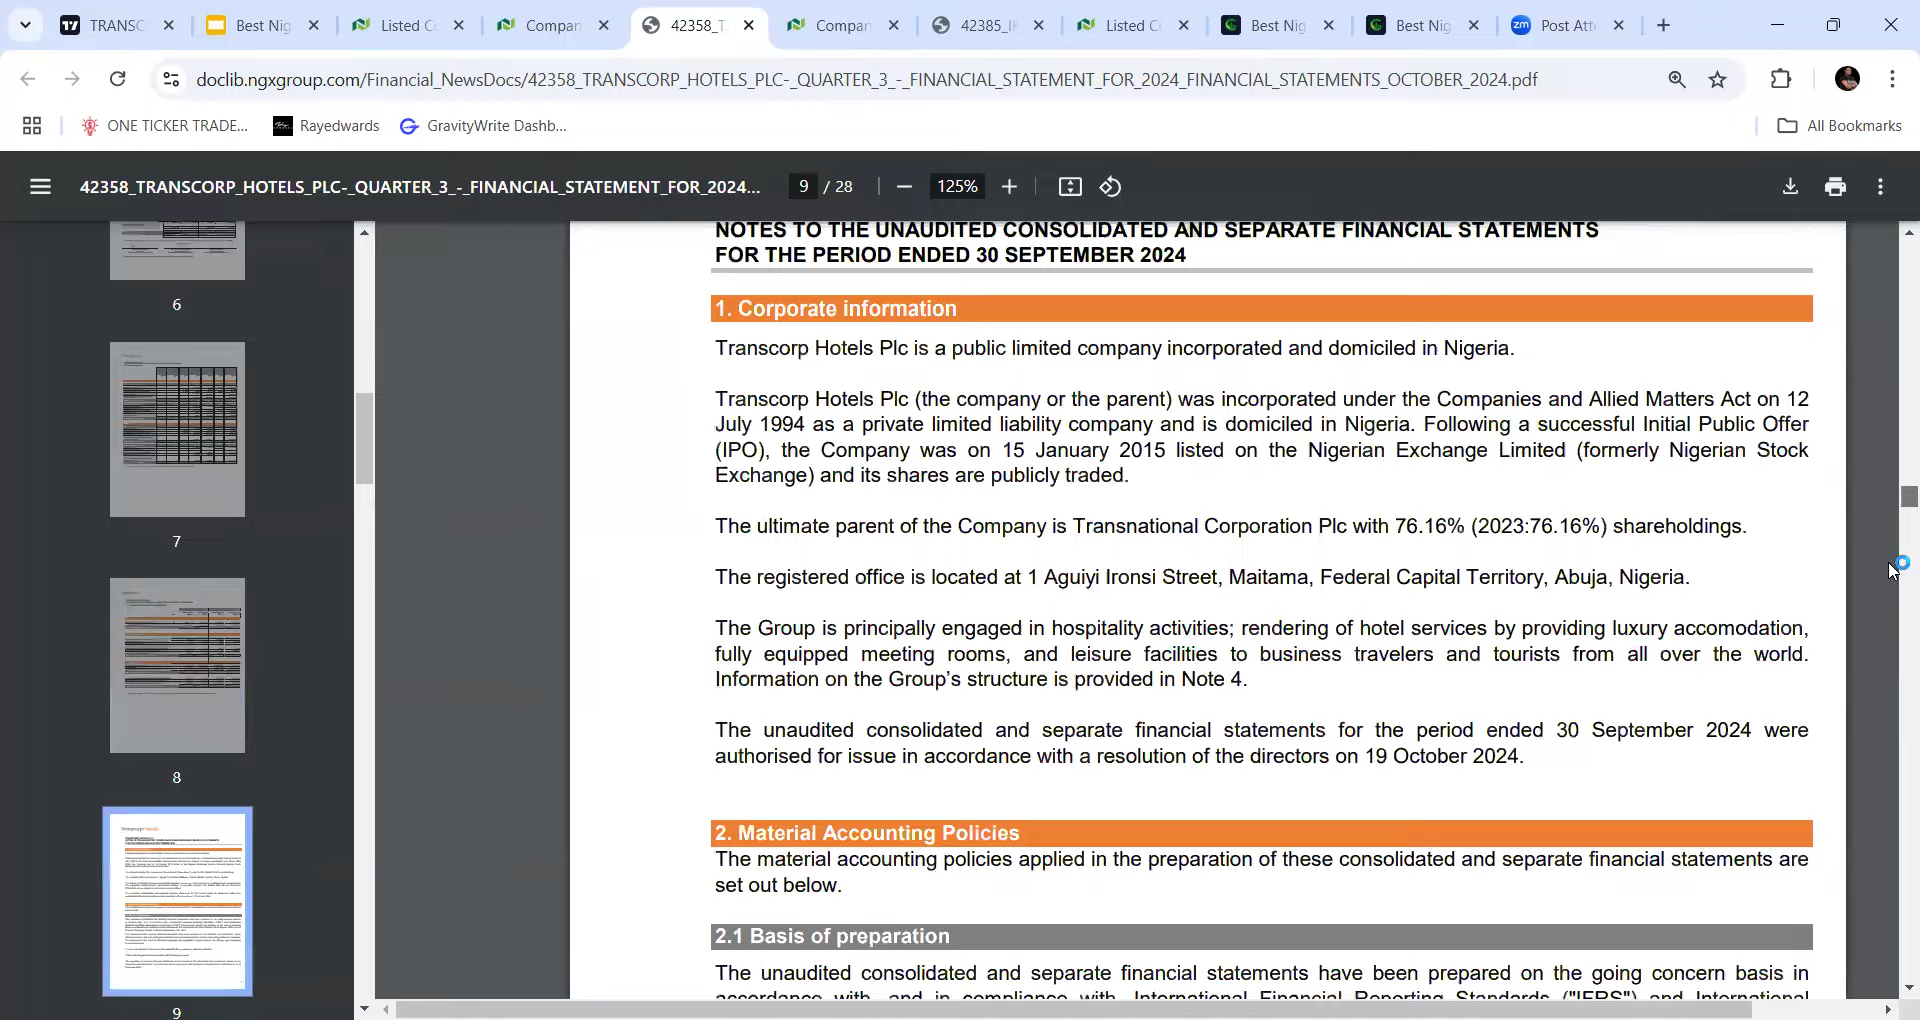 TRANSC
Best Nig
Listed C
Compan
42358_T
Compan
42385_I
Listed C
Best Nig
Best Nig
zm Post Att
doclib.ngxgroup.com/Financial_NewsDocs/42358_TRANSCORP_HOTELS_PLC-_QUARTER_3_-_FINANCIAL_STATEMENT_FOR_2024_FINANCIAL_STATEMENTS_OCTOBER_2024.pdf
ONE TICKER TRADE...
Rayedwards
GravityWrite Dashb...
All Bookmarks
42358_TRANSCORP_HOTELS_PLC-_QUARTER_3_-_FINANCIAL_STATEMENT_FOR_2024...
9 / 28
125%
6
7
8
9
NOTES TO THE UNAUDITED CONSOLIDATED AND SEPARATE FINANCIAL STATEMENTS
FOR THE PERIOD ENDED 30 SEPTEMBER 2024
1. Corporate information
Transcorp Hotels Plc is a public limited company incorporated and domiciled in Nigeria.
Transcorp Hotels Plc (the company or the parent) was incorporated under the Companies and Allied Matters Act on 12
July 1994 as a private limited liability company and is domiciled in Nigeria. Following a successful Initial Public Offer
(IPO), the Company was on 15 January 2015 listed on the Nigerian Exchange Limited (formerly Nigerian Stock
Exchange) and its shares are publicly traded.
The ultimate parent of the Company is Transnational Corporation Plc with 76.16% (2023:76.16%) shareholdings.
The registered office is located at 1 Aguiyi Ironsi Street, Maitama, Federal Capital Territory, Abuja, Nigeria.
The Group is principally engaged in hospitality activities; rendering of hotel services by providing luxury accomodation,
fully equipped meeting rooms, and leisure facilities to business travelers and tourists from all over the world.
Information on the Group's structure is provided in Note 4.
The unaudited consolidated and separate financial statements for the period ended 30 September 2024 were
authorised for issue in accordance with a resolution of the directors on 19 October 2024.
2. Material Accounting Policies
The material accounting policies applied in the preparation of these consolidated and separate financial statements are
set out below.
2.1 Basis of preparation
The unaudited consolidated and separate financial statements have been prepared on the going concern basis in
accordance with, and in compliance with, International Financial Reporting Standards ("IFRS") and International